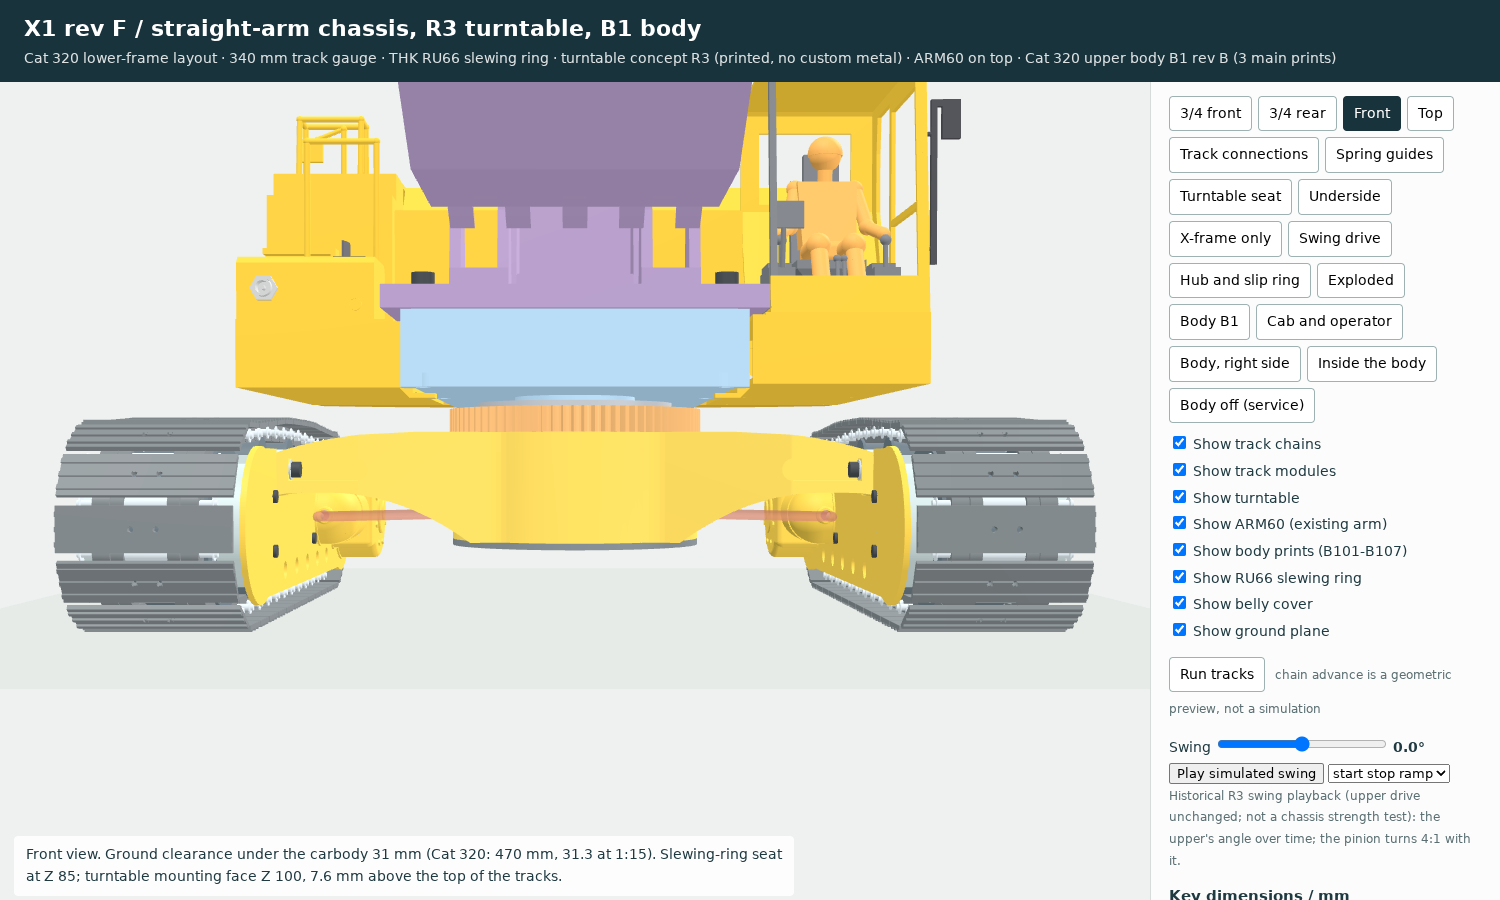 X1 rev F / straight-arm chassis, R3 turntable, B1 body
Cat 320 lower-frame layout · 340 mm track gauge · THK RU66 slewing ring · turntable concept R3 (printed, no custom metal) · ARM60 on top · Cat 320 upper body B1 rev B (3 main prints)
3/4 front
3/4 rear
Front
Top
Track connections
Spring guides
Turntable seat
Underside
X-frame only
Swing drive
Hub and slip ring
Exploded
Body B1
Cab and operator
Body, right side
Inside the body
Body off (service)
Show track chains
Show track modules
Show turntable
Show ARM60 (existing arm)
Show body prints (B101-B107)
Show RU66 slewing ring
Show belly cover
Show ground plane
Run tracks
chain advance is a geometric
preview, not a simulation
Swing
0.0°
Play simulated swing
start stop ramp
Historical R3 swing playback (upper drive
unchanged; not a chassis strength test): the
upper's angle over time; the pinion turns 4:1 with
it.
Key dimensions / mm
Front view. Ground clearance under the carbody 31 mm (Cat 320: 470 mm, 31.3 at 1:15). Slewing-ring seat
at Z 85; turntable mounting face Z 100, 7.6 mm above the top of the tracks.